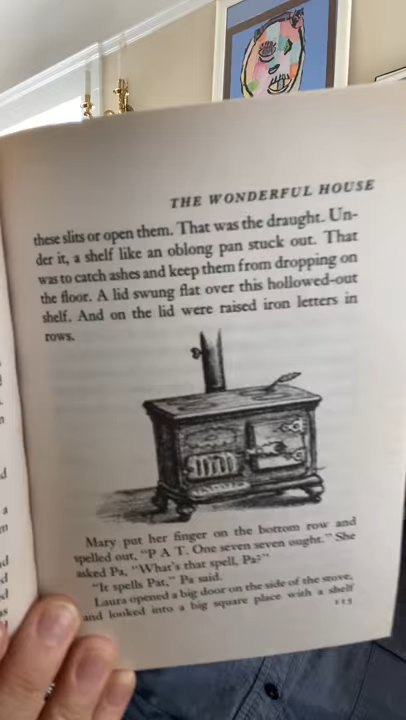 THE WONDERFUL HOUSE
these slits or open them. That was the draught. Un-
der it, a shelf like an oblong pan stuck out. That
was to catch ashes and keep them from dropping on
the floor. A lid swung flat over this hollowed-out
shelf. And on the lid were raised iron letters in
rows.
Mary put her finger on the bottom row and
spelled out, “P A T. One seven seven ought.” She
asked Pa, “What's that spell, Pa?”
“It spells Pat,” Pa said.
Laura opened a big door on the side of the stove,
and looked into a big square place with a shelf
115